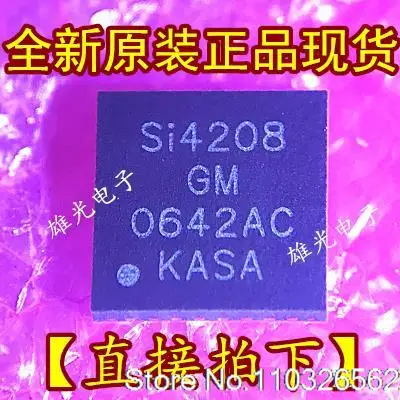 全新原装正品现货
Si4208
GM
0642AC
KASA
雄光电子
雄光电子
【直接拍下】
Store No. 110326562